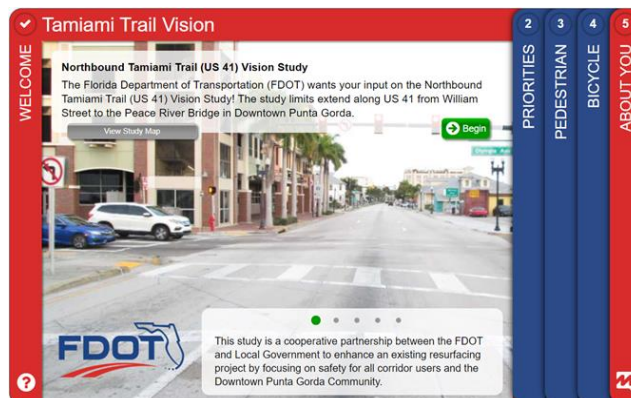 Tamiami Trail Vision
WELCOME
Northbound Tamiami Trail (US 41) Vision Study
The Florida Department of Transportation (FDOT) wants your input on the Northbound
Tamiami Trail (US 41) Vision Study! The study limits extend along US 41 from William
Street to the Peace River Bridge in Downtown Punta Gorda.
View Study Map
Begin
FDOT
This study is a cooperative partnership between the FDOT
and Local Government to enhance an existing resurfacing
project by focusing on safety for all corridor users and the
Downtown Punta Gorda Community.
?
2
PRIORITIES
3
PEDESTRIAN
4
BICYCLE
5
ABOUT YOU